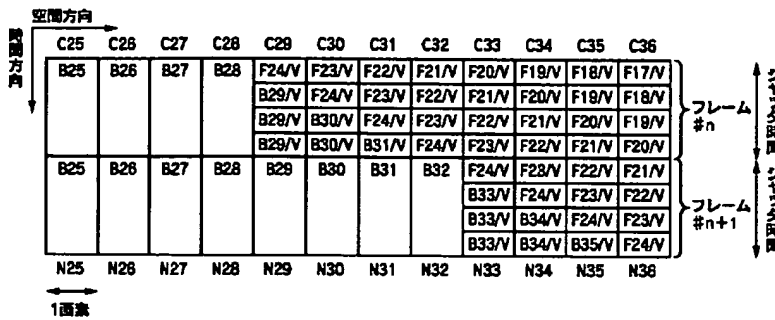 空間方向
時間方向
C25 C26 C27 C28 C29 C30 C31 C32 C33 C34 C35 C36
B25 B26 B27 B28 F24/V F23/V F22/V F21/V F20/V F19/V F18/V F17/V
B29/V F24/V F23/V F22/V F21/V F20/V F19/V F18/V
B29/V B30/V F24/V F23/V F22/V F21/V F20/V F19/V
B29/V B30/V B31/V F24/V F23/V F22/V F21/V F20/V
フレーム
#n
B25 B26 B27 B28 B29 B30 B31 B32 F24/V F23/V F22/V F21/V
B33/V F24/V F23/V F22/V
B33/V B34/V F24/V F23/V
B33/V B34/V B35/V F24/V
フレーム
#n+1
N25 N26 N27 N28 N29 N30 N31 N32 N33 N34 N35 N36
1画素